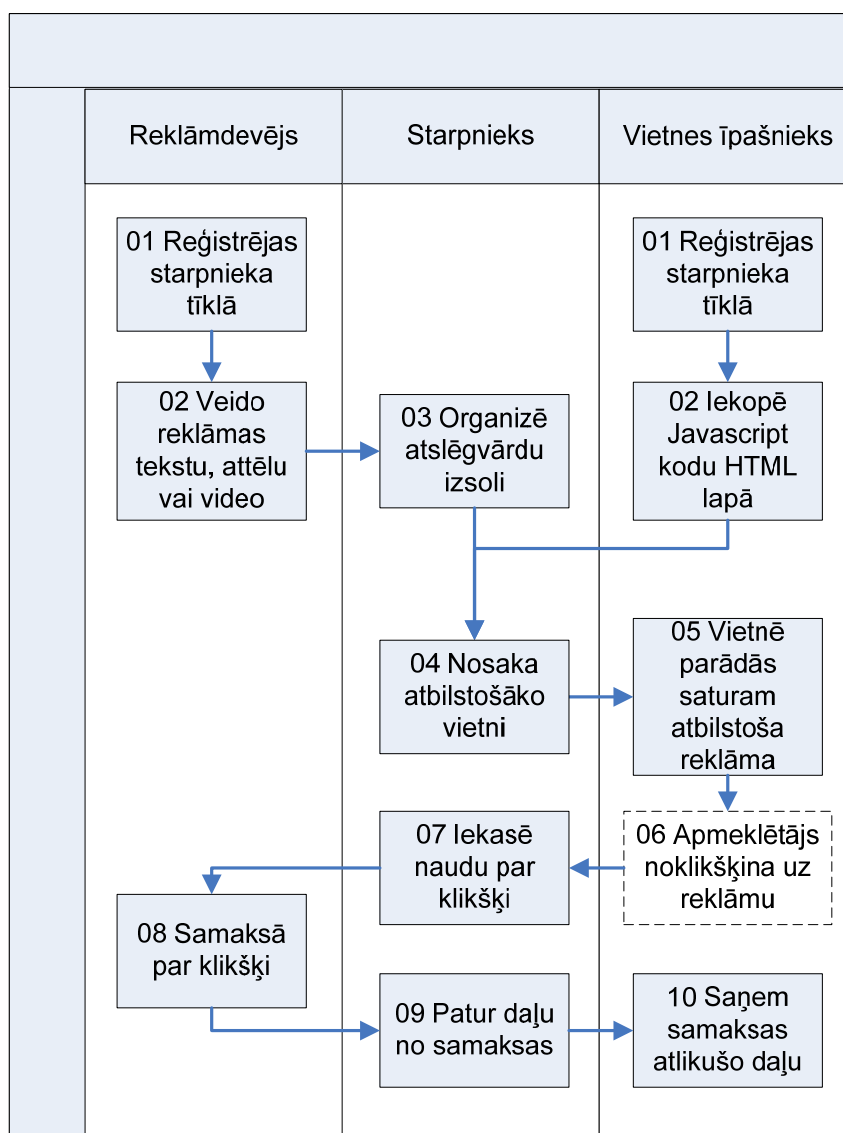 Reklāmdevējs
Starpnieks
Vietnes īpašnieks
01 Reģistrējas
starpnieka
tīklā
01 Reģistrējas
starpnieka
tīklā
02 Veido
reklāmas
tekstu, attēlu
vai video
03 Organizē
atslēgvārdu
izsoli
02 Iekopē
Javascript
kodu HTML
lapā
04 Nosaka
atbilstošāko
vietni
05 Vietnē
parādās
saturam
atbilstoša
reklāma
06 Apmeklētājs
noklikšķina uz
reklāmu
07 Iekasē
naudu par
klikšķi
08 Samaksā
par klikšķi
09 Patur daļu
no samaksas
10 Saņem
samaksas
atlikušo daļu